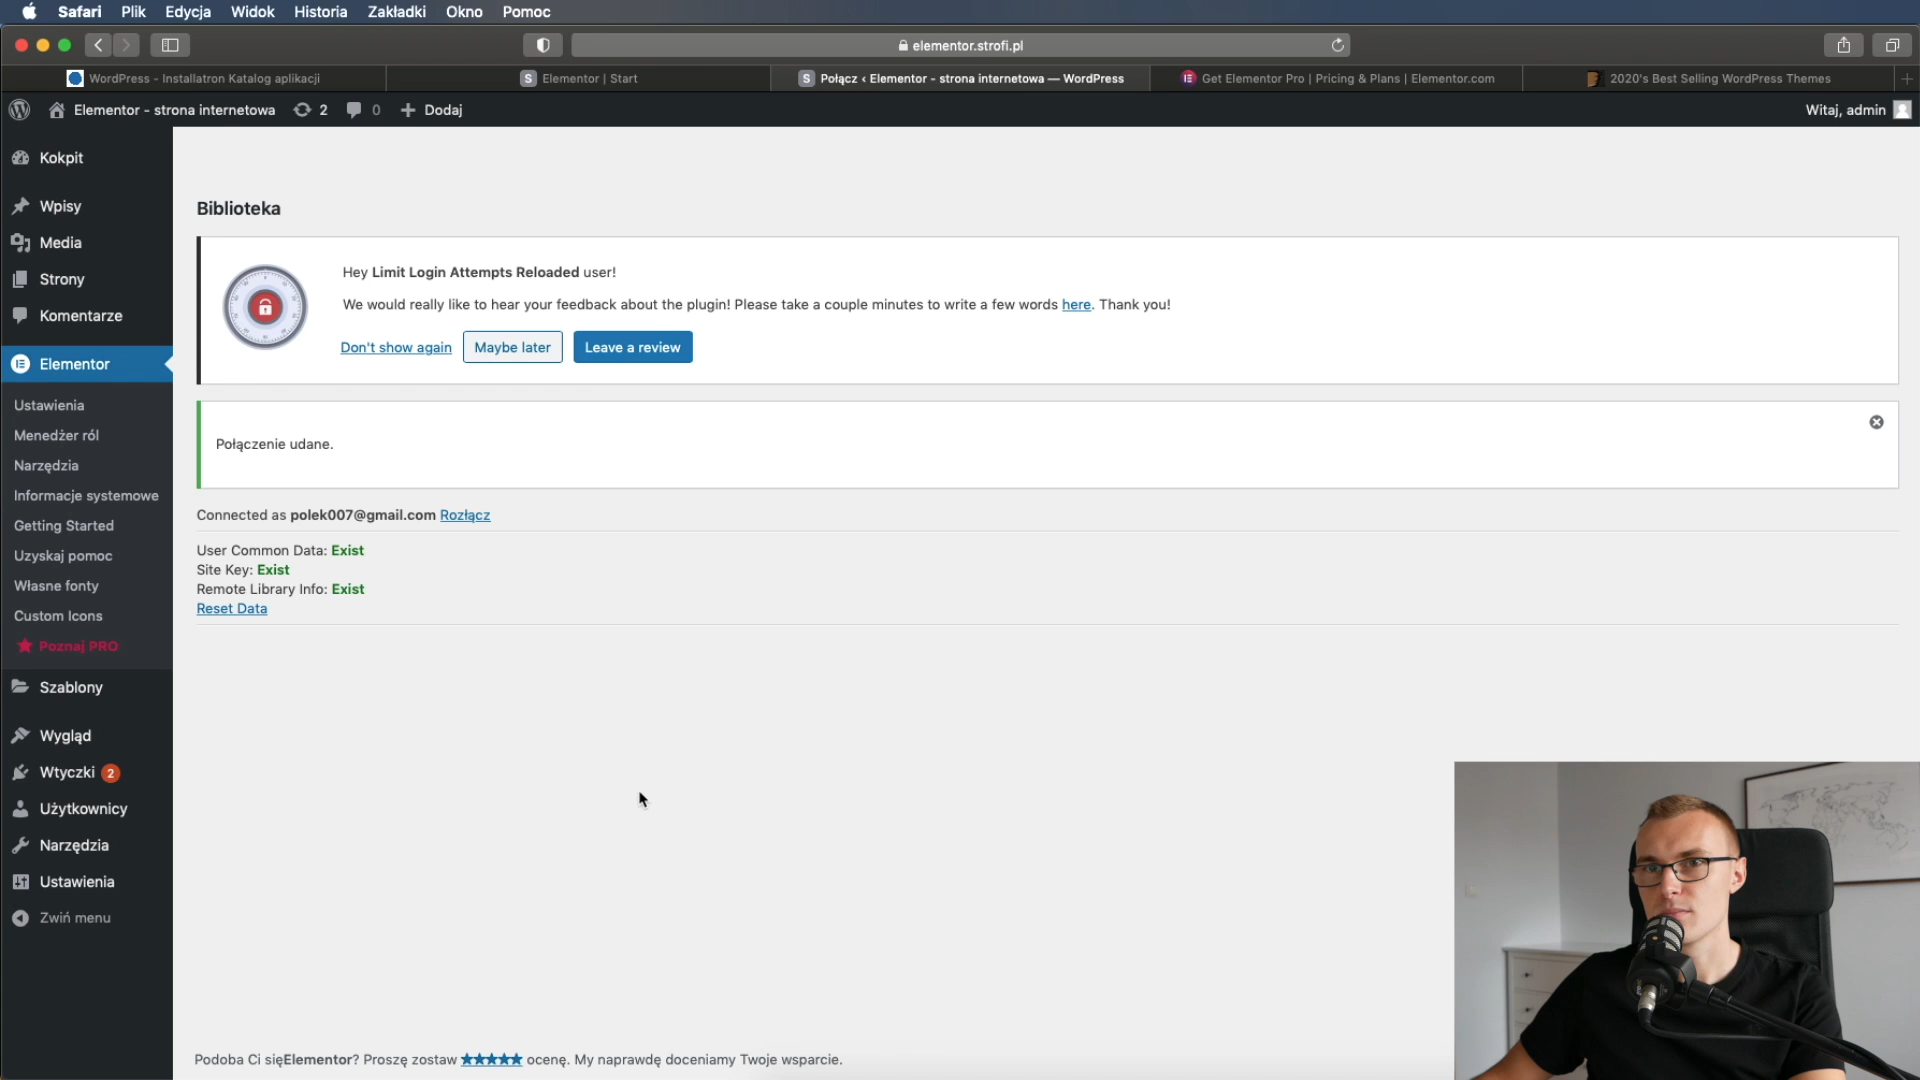 Safari Plik Edycja Widok Historia Zakładki Okno Pomoc
elementor.strofi.pl
WordPress - Installatron Katalog aplikacji
S Elementor | Start
S Połącz ‹ Elementor - strona internetowa — WordPress
Get Elementor Pro | Pricing & Plans | Elementor.com
2020's Best Selling WordPress Themes
Elementor - strona internetowa 2 0 Dodaj
Witaj, admin
Kokpit
Wpisy
Media
Strony
Komentarze
Elementor
Ustawienia
Menedżer ról
Narzędzia
Informacje systemowe
Getting Started
Uzyskaj pomoc
Własne fonty
Custom Icons
Poznaj PRO
Szablony
Wygląd
Wtyczki 2
Użytkownicy
Narzędzia
Ustawienia
Zwiń menu
Biblioteka
Hey Limit Login Attempts Reloaded user!
We would really like to hear your feedback about the plugin! Please take a couple minutes to write a few words here. Thank you!
Don't show again Maybe later Leave a review
Połączenie udane.
Connected as polek007@gmail.com Rozłącz
User Common Data: Exist
Site Key: Exist
Remote Library Info: Exist
Reset Data
Podoba Ci sięElementor? Proszę zostaw ★★★★★ ocenę. My naprawdę doceniamy Twoje wsparcie.